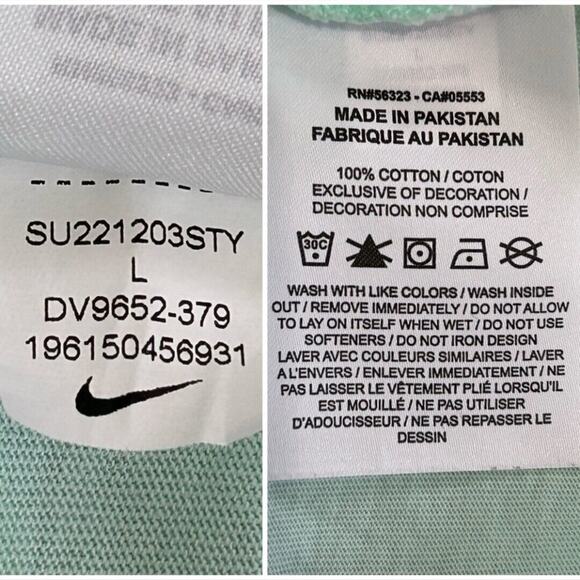 SU221203STY
L
DV9652-379
196150456931
RN#56323 - CA#05553
MADE IN PAKISTAN
FABRIQUE AU PAKISTAN
100% COTTON / COTON
EXCLUSIVE OF DECORATION /
DECORATION NON COMPRISE
30C
WASH WITH LIKE COLORS / WASH INSIDE
OUT / REMOVE IMMEDIATELY / DO NOT ALLOW
TO LAY ON ITSELF WHEN WET / DO NOT USE
SOFTENERS / DO NOT IRON DESIGN
LAVER AVEC COULEURS SIMILAIRES / LAVER
A L'ENVERS / ENLEVER IMMEDIATEMENT / NE
PAS LAISSER LE VÊTEMENT PLIÉ LORSQU'IL
EST MOUILLÉ / NE PAS UTILISER
D'ADOUCISSEUR / NE PAS REPASSER LE
DESSIN